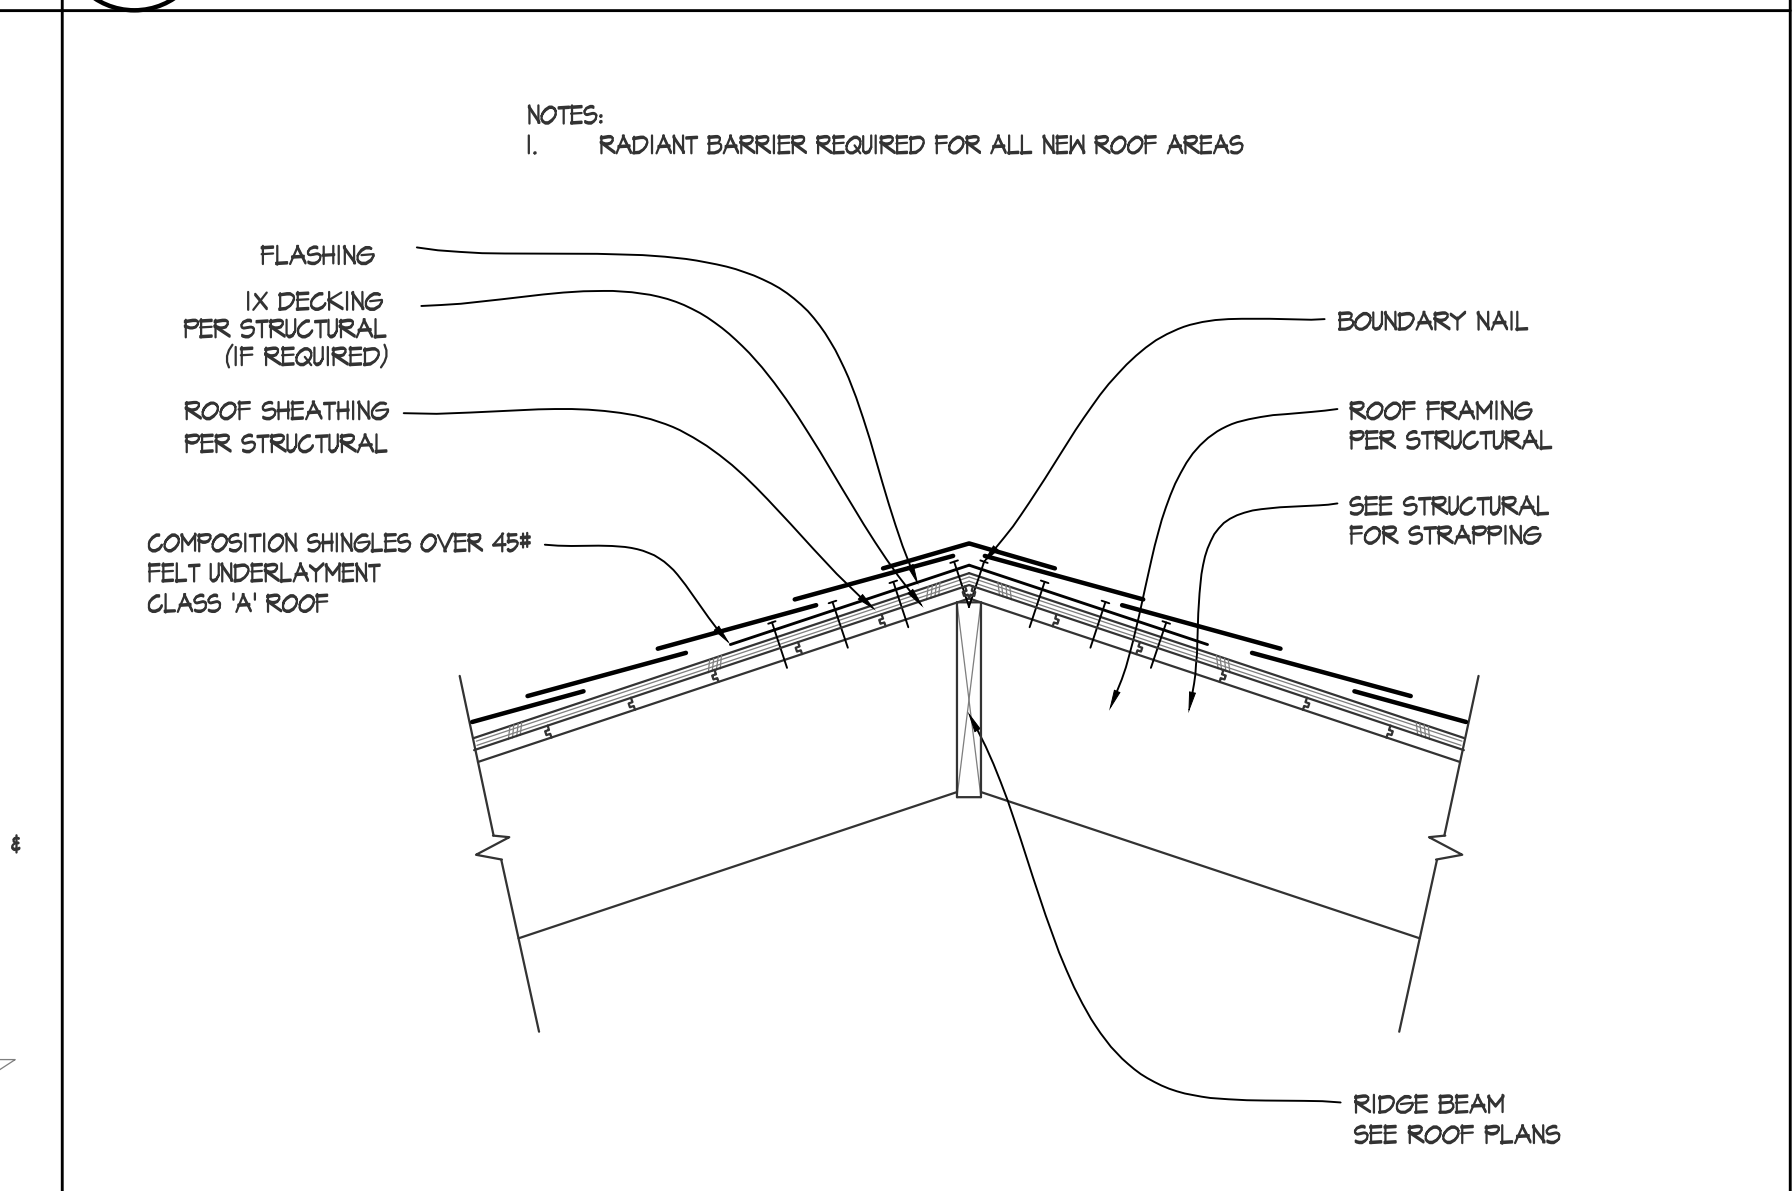 NOTES:
1. RADIANT BARRIER REQUIRED FOR ALL NEW ROOF AREAS
FLASHING
1X DECKING
PER STRUCTURAL
(IF REQUIRED)
ROOF SHEATHING
PER STRUCTURAL
COMPOSITION SHINGLES OVER 45#
FELT UNDERLAYMENT
CLASS 'A' ROOF
BOUNDARY NAIL
ROOF FRAMING
PER STRUCTURAL
SEE STRUCTURAL
FOR STRAPPING
&
RIDGE BEAM
SEE ROOF PLANS